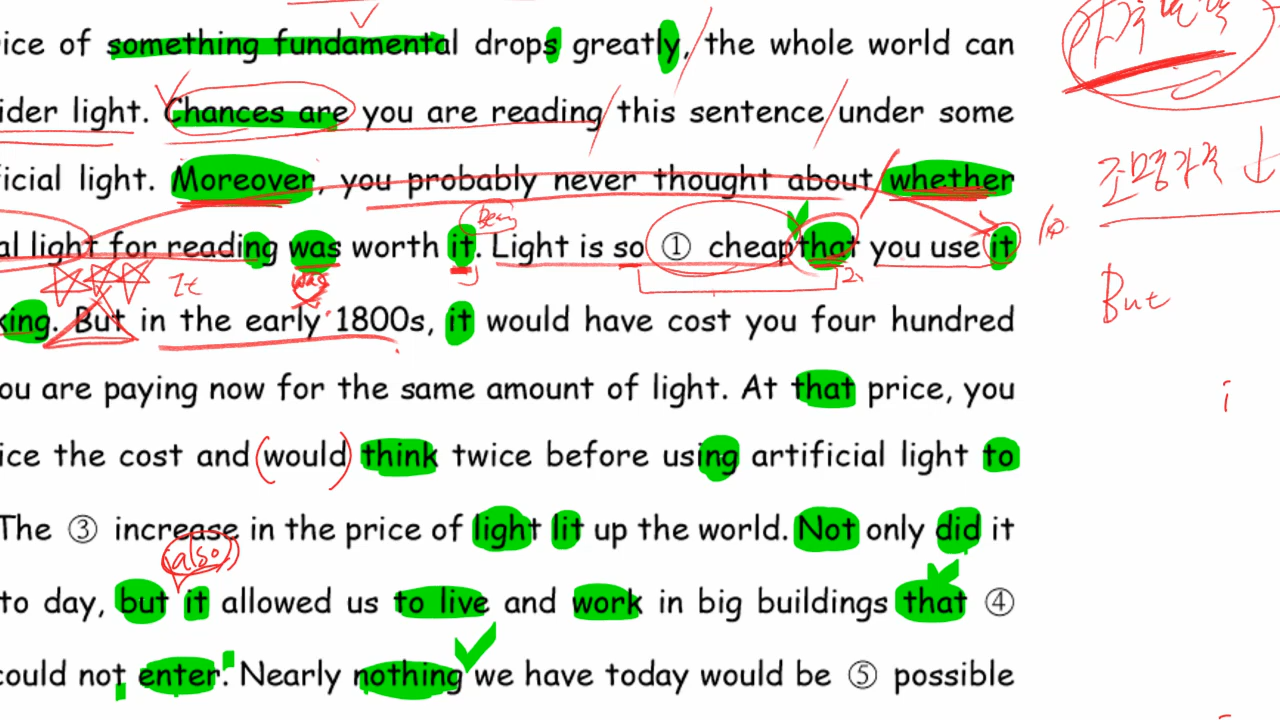 ice of something fundamental drops greatly, the whole world can
ider light. Chances are you are reading this sentence under some
조명가격 ↓
ficial light. Moreover, you probably never thought about whether
al light for reading was worth it. Light is so ① cheap that you use it
It
But
king. But in the early 1800s, it would have cost you four hundred
ou are paying now for the same amount of light. At that price, you
i
ice the cost and (would) think twice before using artificial light to
The ③ increase in the price of light lit up the world. Not only did it
(also)
to day, but it allowed us to live and work in big buildings that ④
could not enter. Nearly nothing we have today would be ⑤ possible